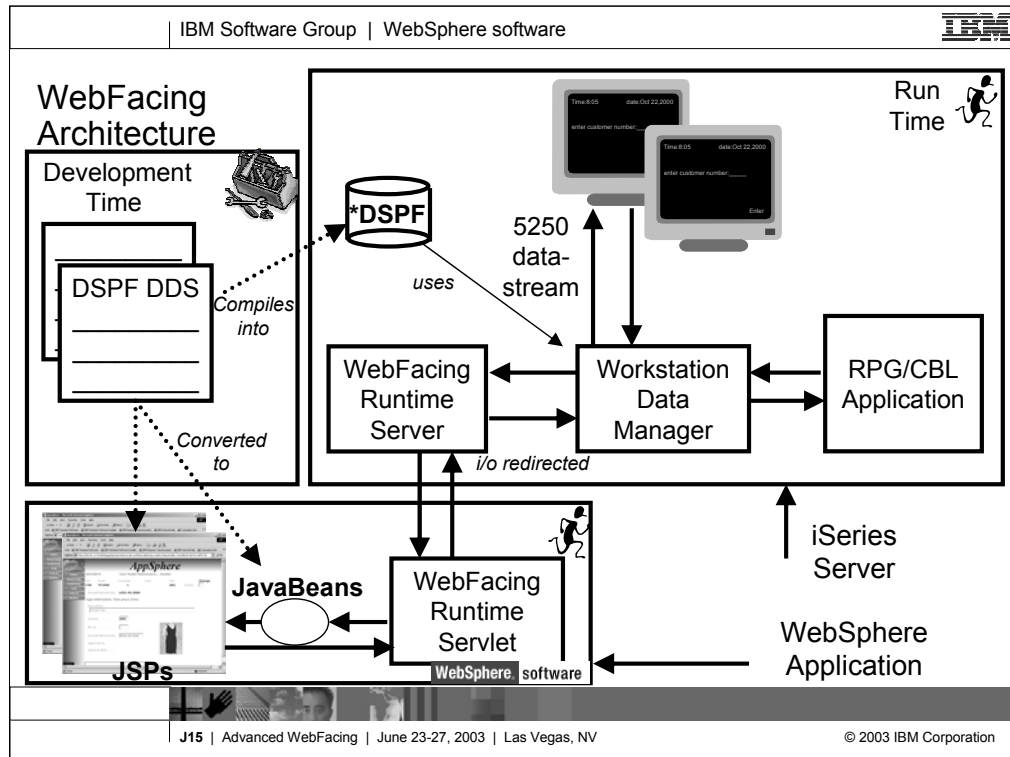 IBM Software Group | WebSphere software
IBM
WebFacing
Architecture
Run
Time
Time:8:05 date:Oct 22,2000
enter customer number:__
Time:8:05 date:Oct 22,2000
enter customer number:_____
Enter
Development
Time
*DSPF
5250
data-
stream
DSPF DDS
Compiles
into
uses
WebFacing
Runtime
Server
Workstation
Data
Manager
RPG/CBL
Application
Converted
to
i/o redirected
iSeries
Server
AppSphere
JavaBeans
WebFacing
Runtime
Servlet
JSPs
WebSphere. software
WebSphere
Application
J15 | Advanced WebFacing | June 23-27, 2003 | Las Vegas, NV
© 2003 IBM Corporation